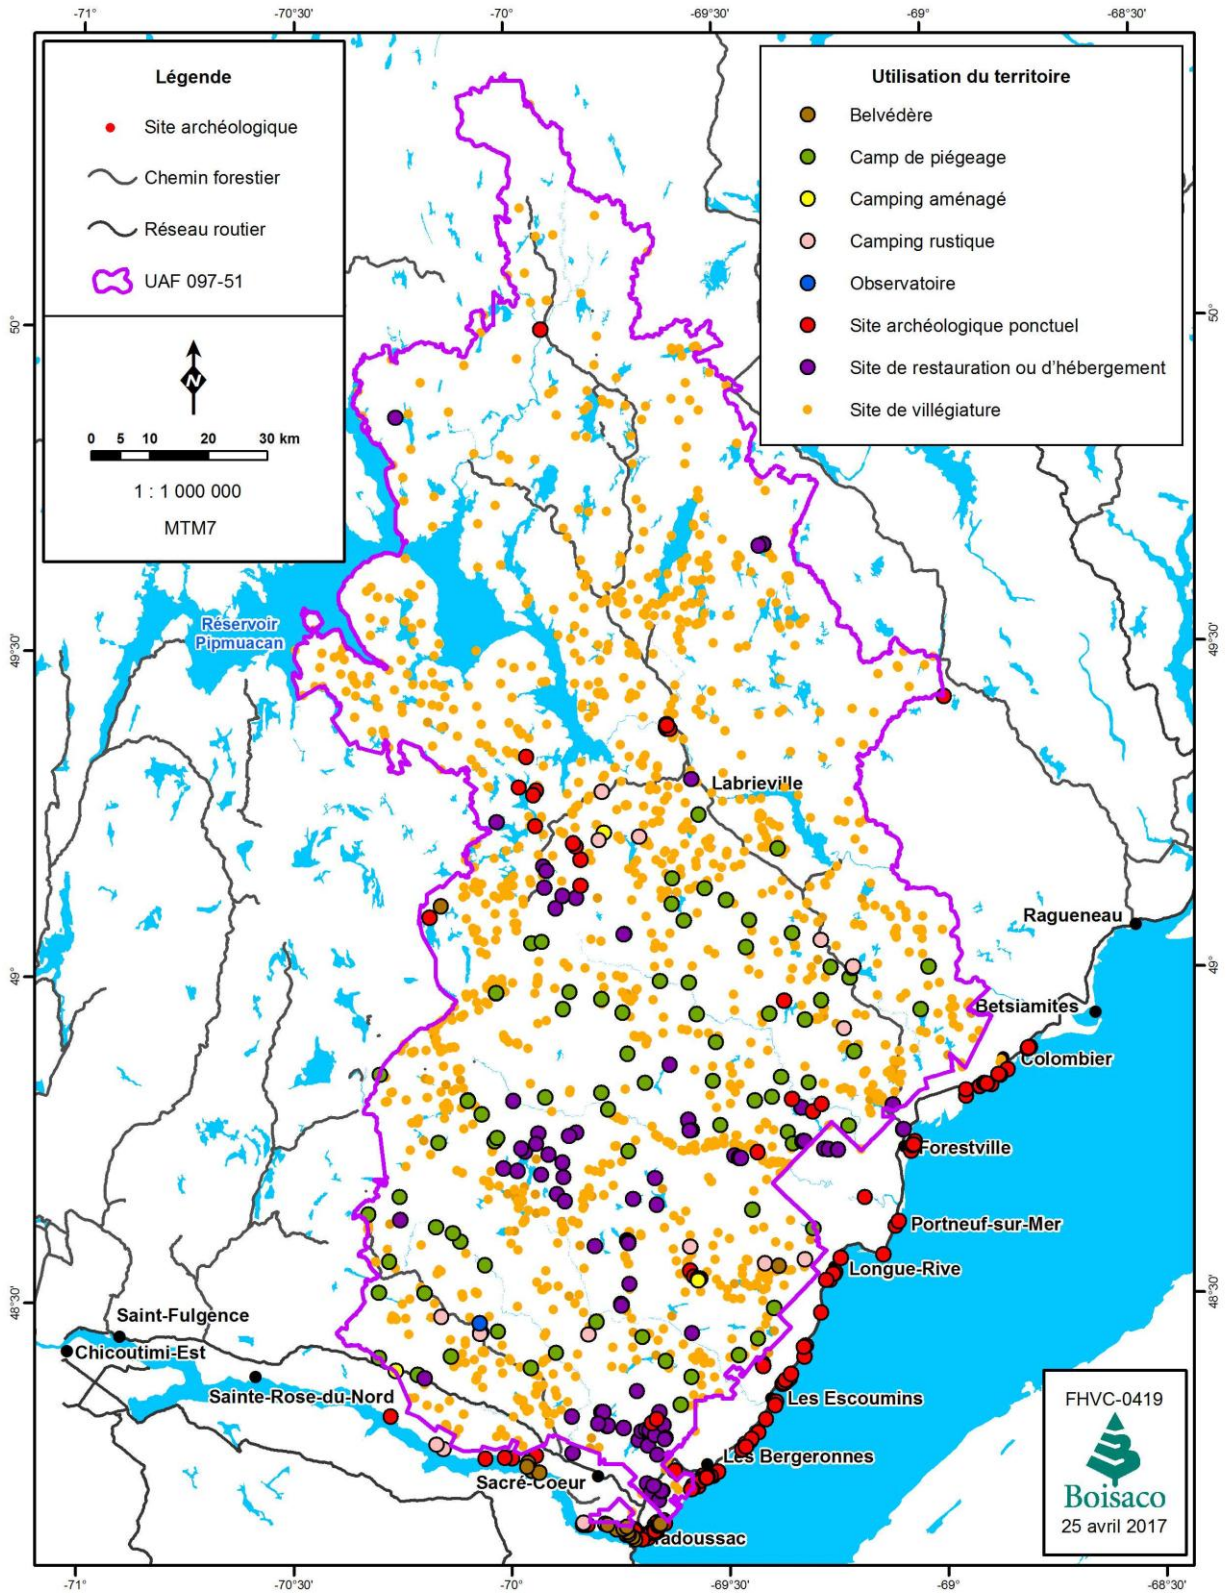 -71°
-70°30'
-70°
-69°30'
-69°
-68°30'
Légende
Site archéologique
Chemin forestier
Réseau routier
UAF 097-51
N
0 5 10 20 30 km
1 : 1 000 000
MTM7
Utilisation du territoire
Belvédère
Camp de piégeage
Camping aménagé
Camping rustique
Observatoire
Site archéologique ponctuel
Site de restauration ou d'hébergement
Site de villégiature
50°
50°
Réservoir
Pipmuacan
49°30'
49°30'
Labrieville
Ragueneau
49°
49°
Betsiamites
Colombier
Forestville
Portneuf-sur-Mer
Longue-Rive
48°30'
48°30'
Saint-Fulgence
Chicoutimi-Est
Sainte-Rose-du-Nord
Les Escoumins
Les Bergeronnes
Sacré-Coeur
Tadoussac
FHVC-0419
Boisaco
25 avril 2017
-71°
-70°30'
-70°
-69°30'
-69°
-68°30'